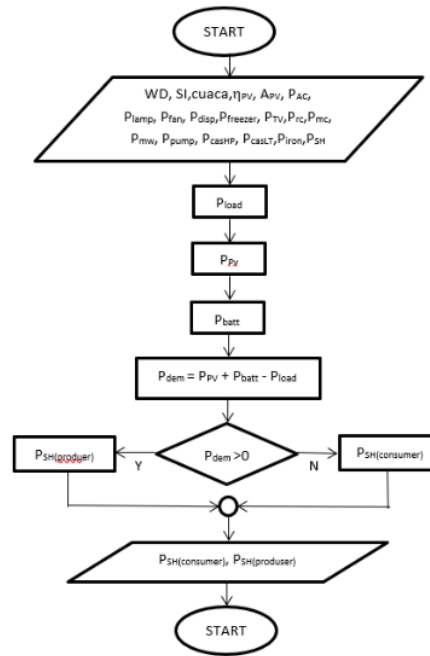 START
WD, SI,cuaca,ηPV, APV, PAC,
Plamp, Pfan, Pdisp,Pfreezer, PTV,Prc,Pmc,
Pmw, Ppump, PcasHP, PcasLT,Piron,PSH
Pload
PPV
Pbatt
Pdem = PPV + Pbatt - Pload
PSH(produer)
Y
Pdem >0
N
PSH(consumer)
PSH(consumer), PSH(produser)
START